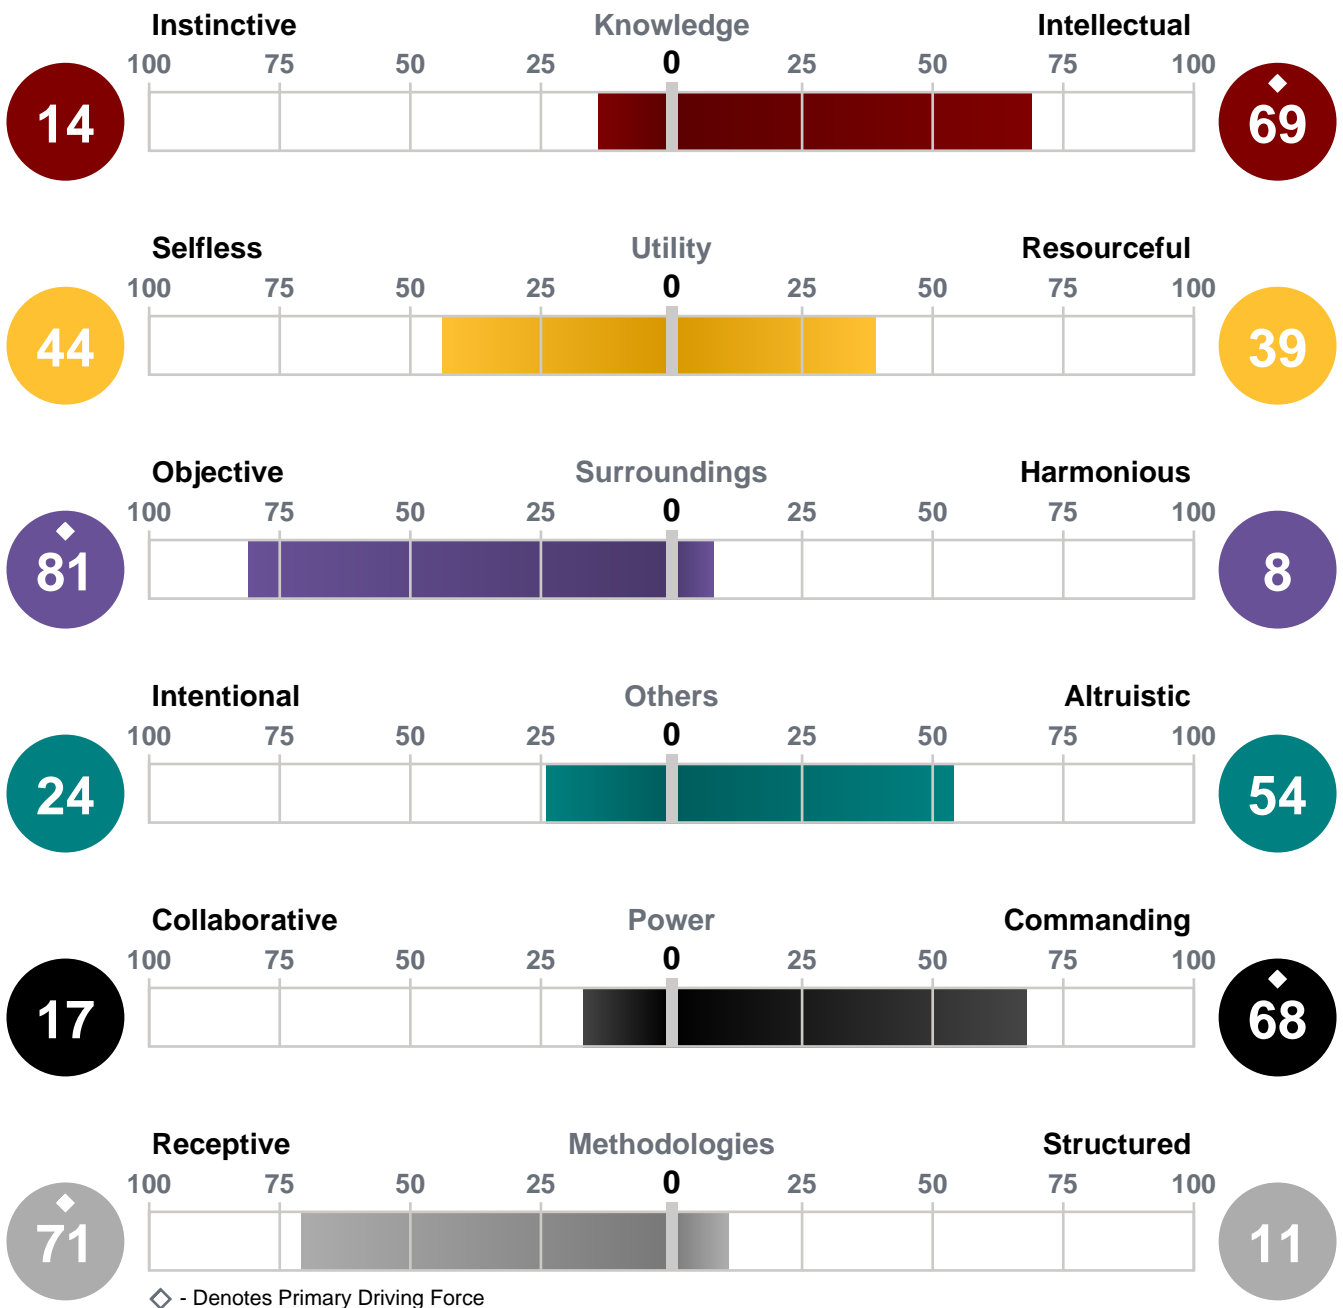 Instinctive Knowledge Intellectual
100 75 50 25 0 25 50 75 100
14 69
Selfless Utility Resourceful
100 75 50 25 0 25 50 75 100
44 39
Objective Surroundings Harmonious
100 75 50 25 0 25 50 75 100
81 8
Intentional Others Altruistic
100 75 50 25 0 25 50 75 100
24 54
Collaborative Power Commanding
100 75 50 25 0 25 50 75 100
17 68
Receptive Methodologies Structured
100 75 50 25 0 25 50 75 100
71 11
- Denotes Primary Driving Force